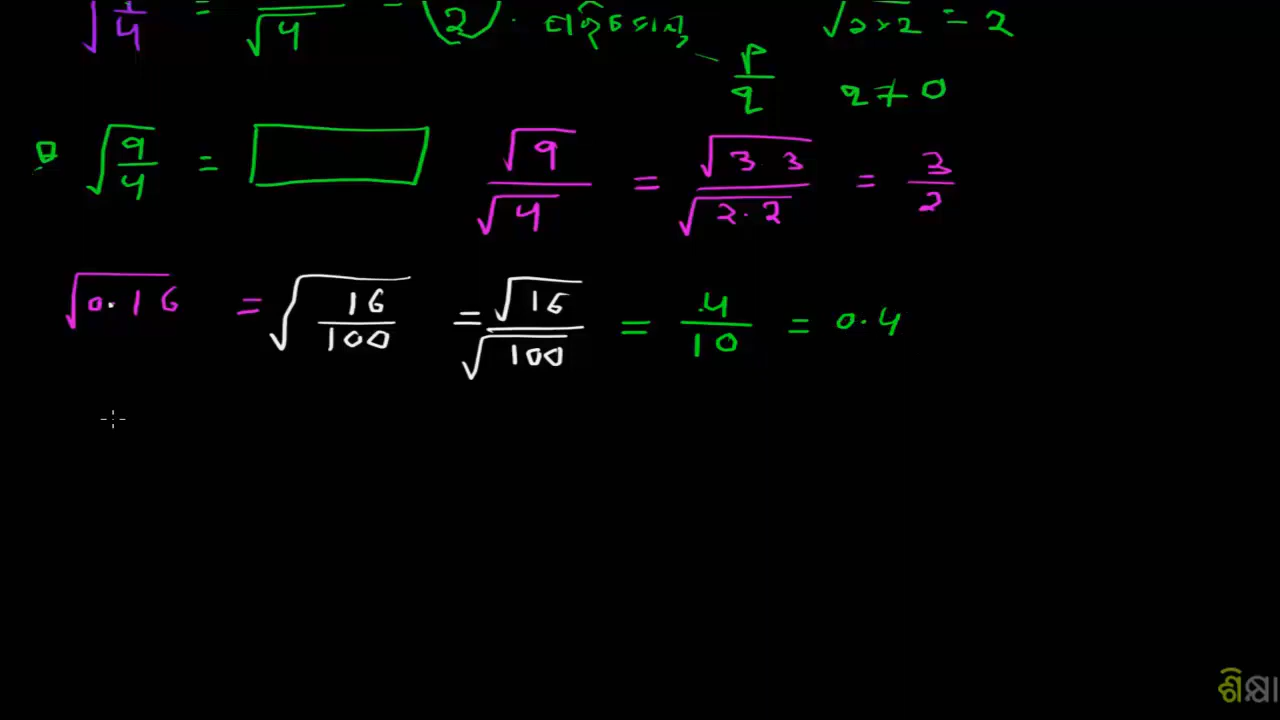 √1/4 = /√4 = (2).
√2×2 = 2
p/q q ≠ 0
√9/4 = √9/√4 = √3 3/√2·2 = 3/2
√0.16 = √16/100 = √16/√100 = 4/10 = 0.4
ଶିକ୍ଷା